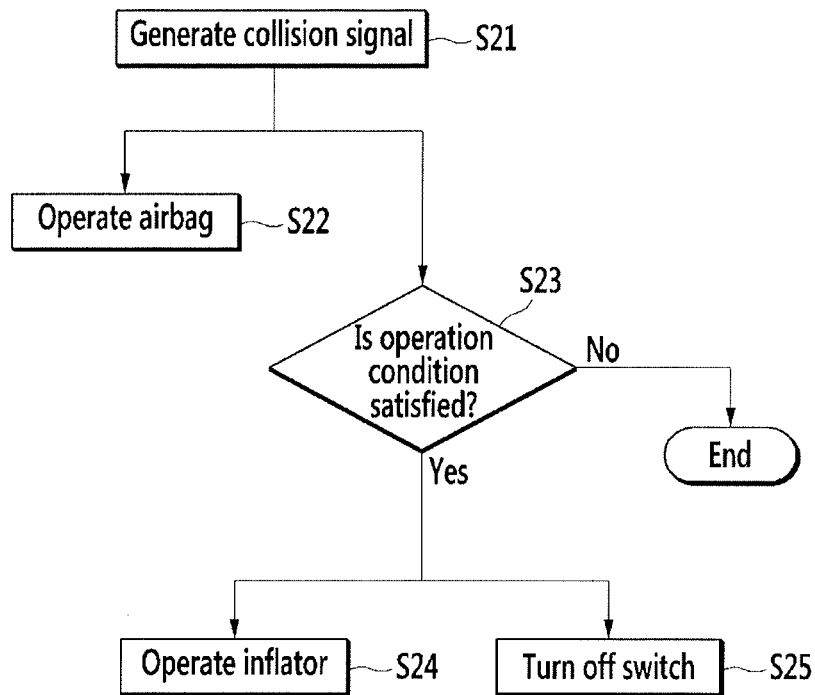 Generate collision signal
S21
Operate airbag
S22
S23
Is operation
condition
satisfied?
No
End
Yes
Operate inflator
S24
Turn off switch
S25